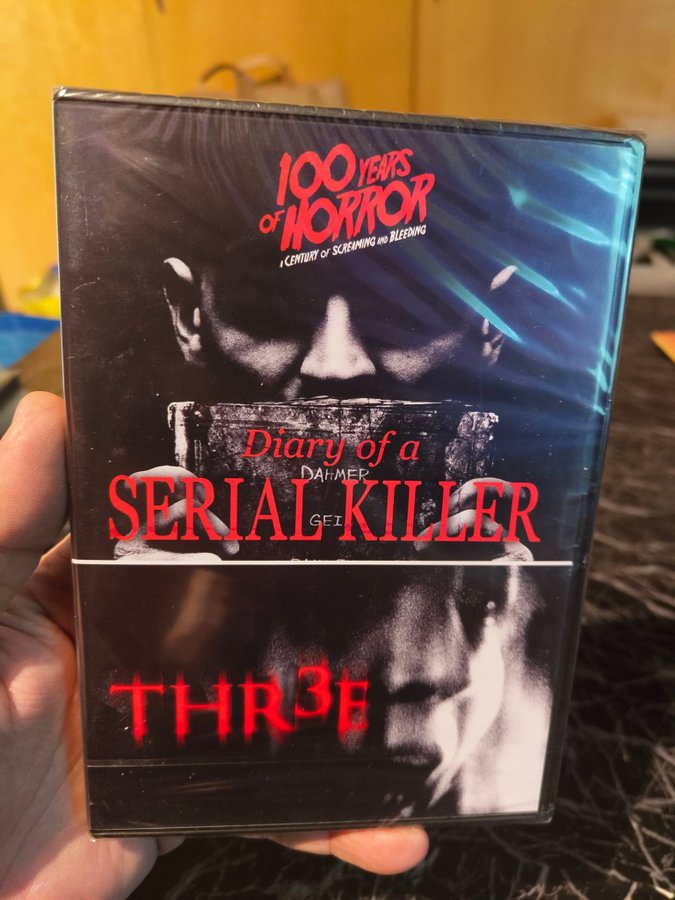 100 YEARS
OF HORROR
A CENTURY OF SCREAMING AND BLEEDING
Diary of a
DAHMER
SERIAL KILLER
GEI
THR3E